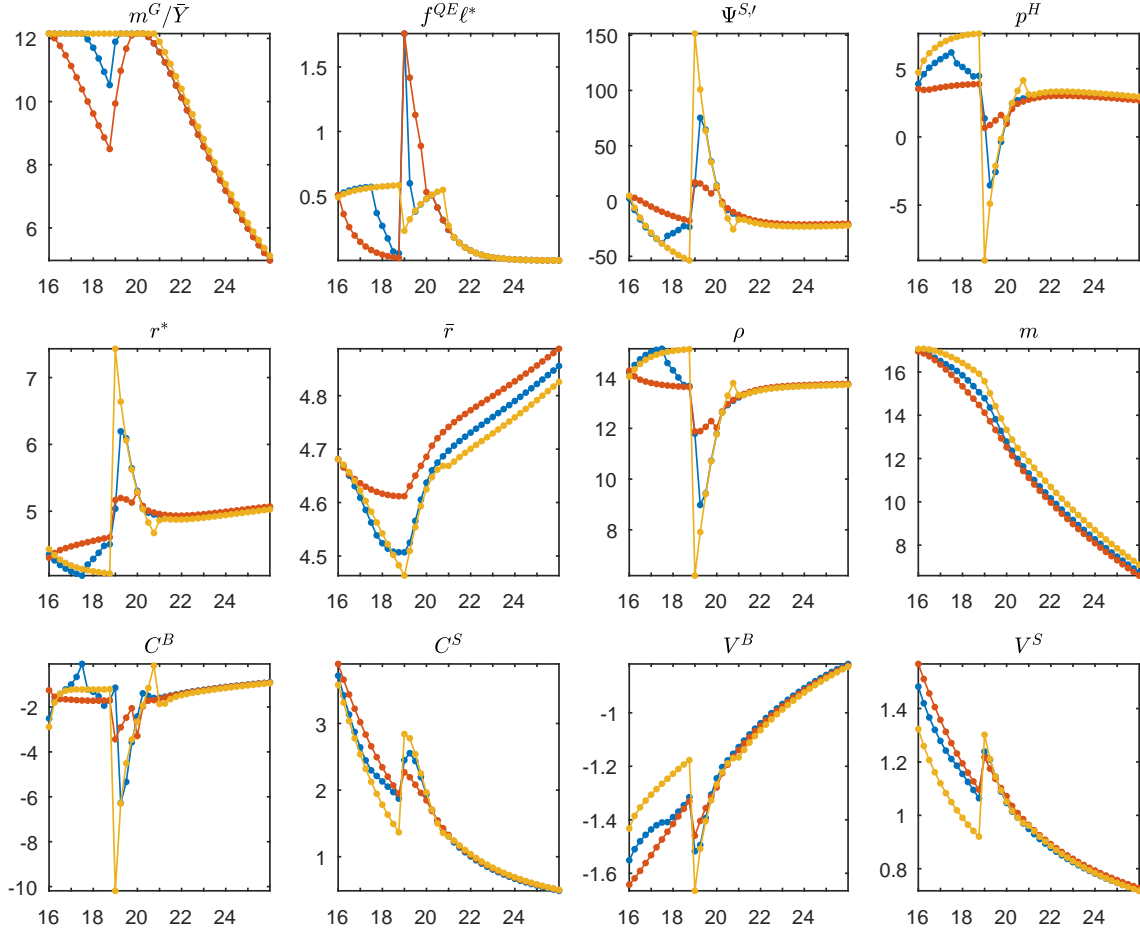 m^G/Ȳ f^{QE}ℓ* Ψ^{S,′} p^H
12 10 8 6
1.5 1 0.5
150 100 50 0 -50
5 0 -5
16 18 20 22 24 16 18 20 22 24 16 18 20 22 24 16 18 20 22 24
r* r̄ ρ m
7 6 5
4.8 4.7 4.6 4.5
14 12 10 8
16 14 12 10 8
16 18 20 22 24 16 18 20 22 24 16 18 20 22 24 16 18 20 22 24
C^B C^S V^B V^S
-2 -4 -6 -8 -10
3 2 1
-1 -1.2 -1.4 -1.6
1.4 1.2 1 0.8
16 18 20 22 24 16 18 20 22 24 16 18 20 22 24 16 18 20 22 24